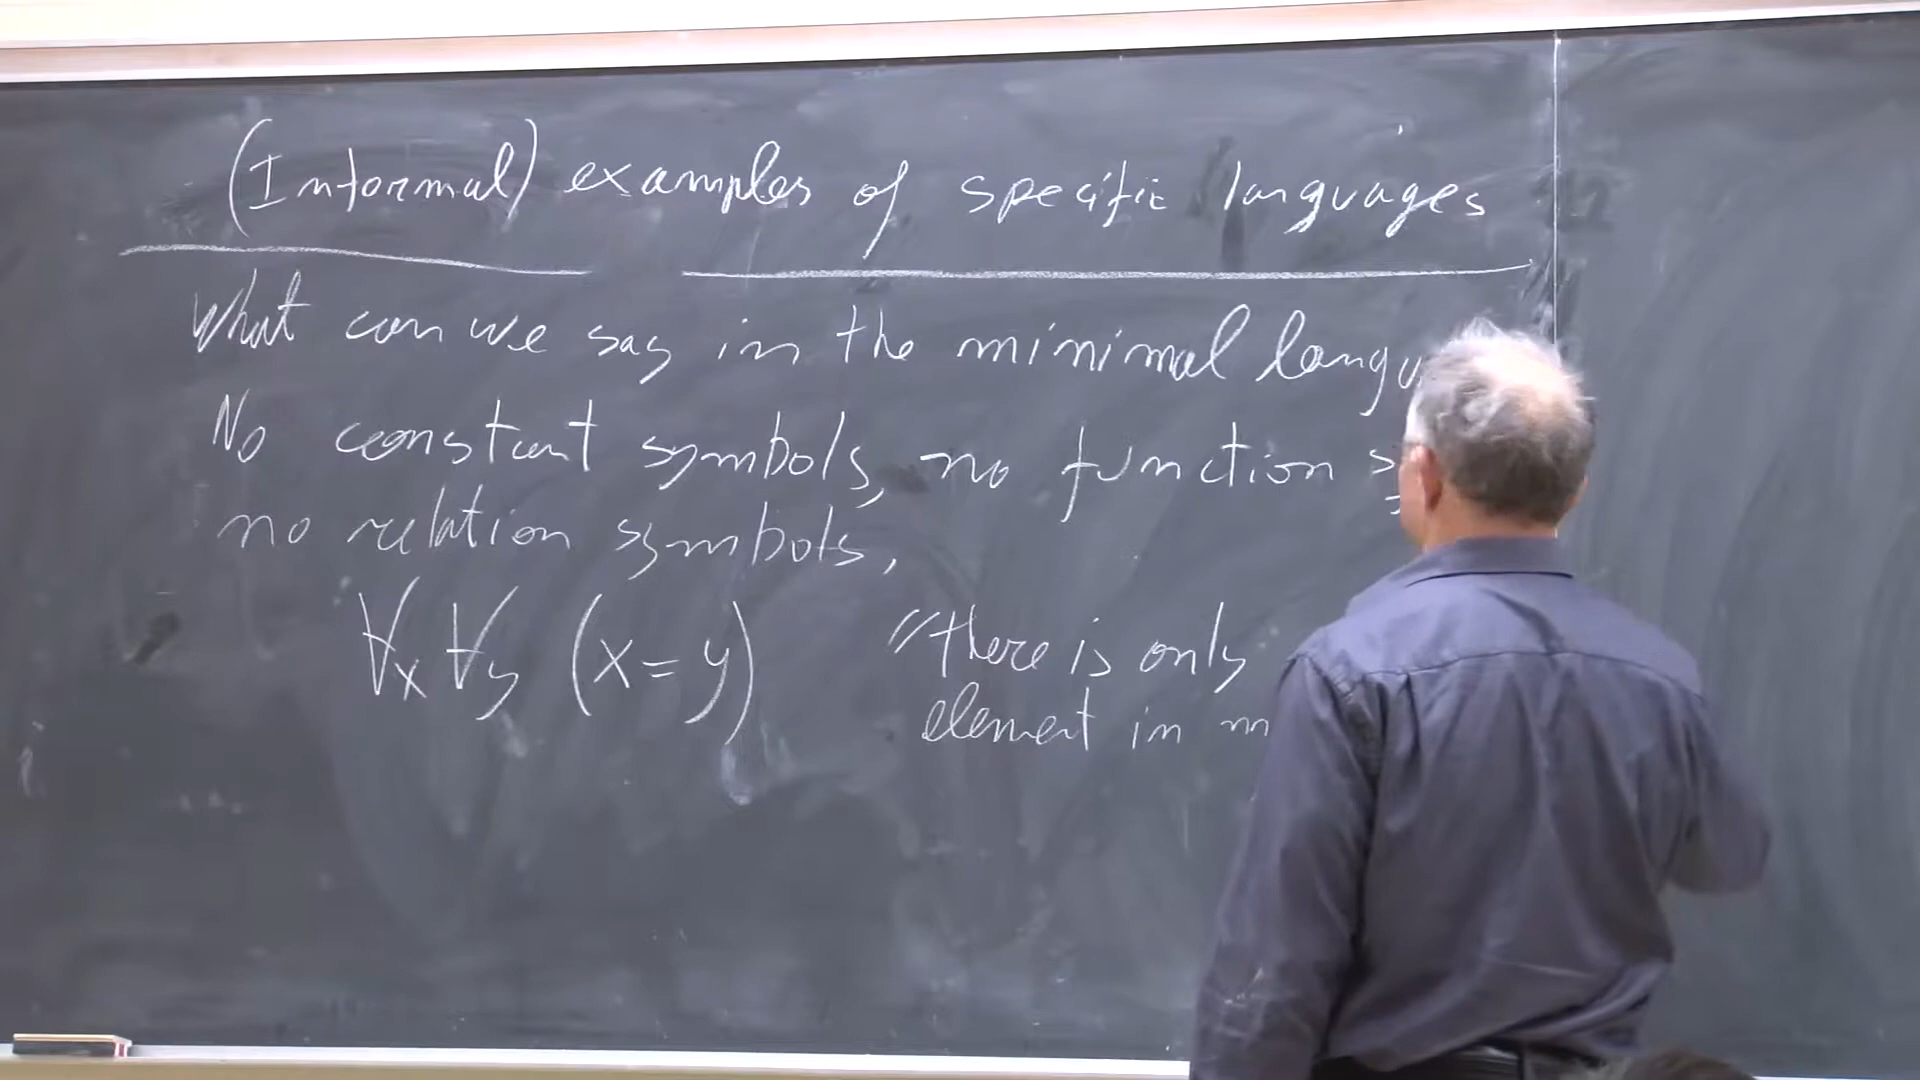 (Informal) examples of specific languages
What can we say in the minimal langu
No constant symbols, no function s
no relation symbols,
∀x ∀y (x = y) "there is only
element in m